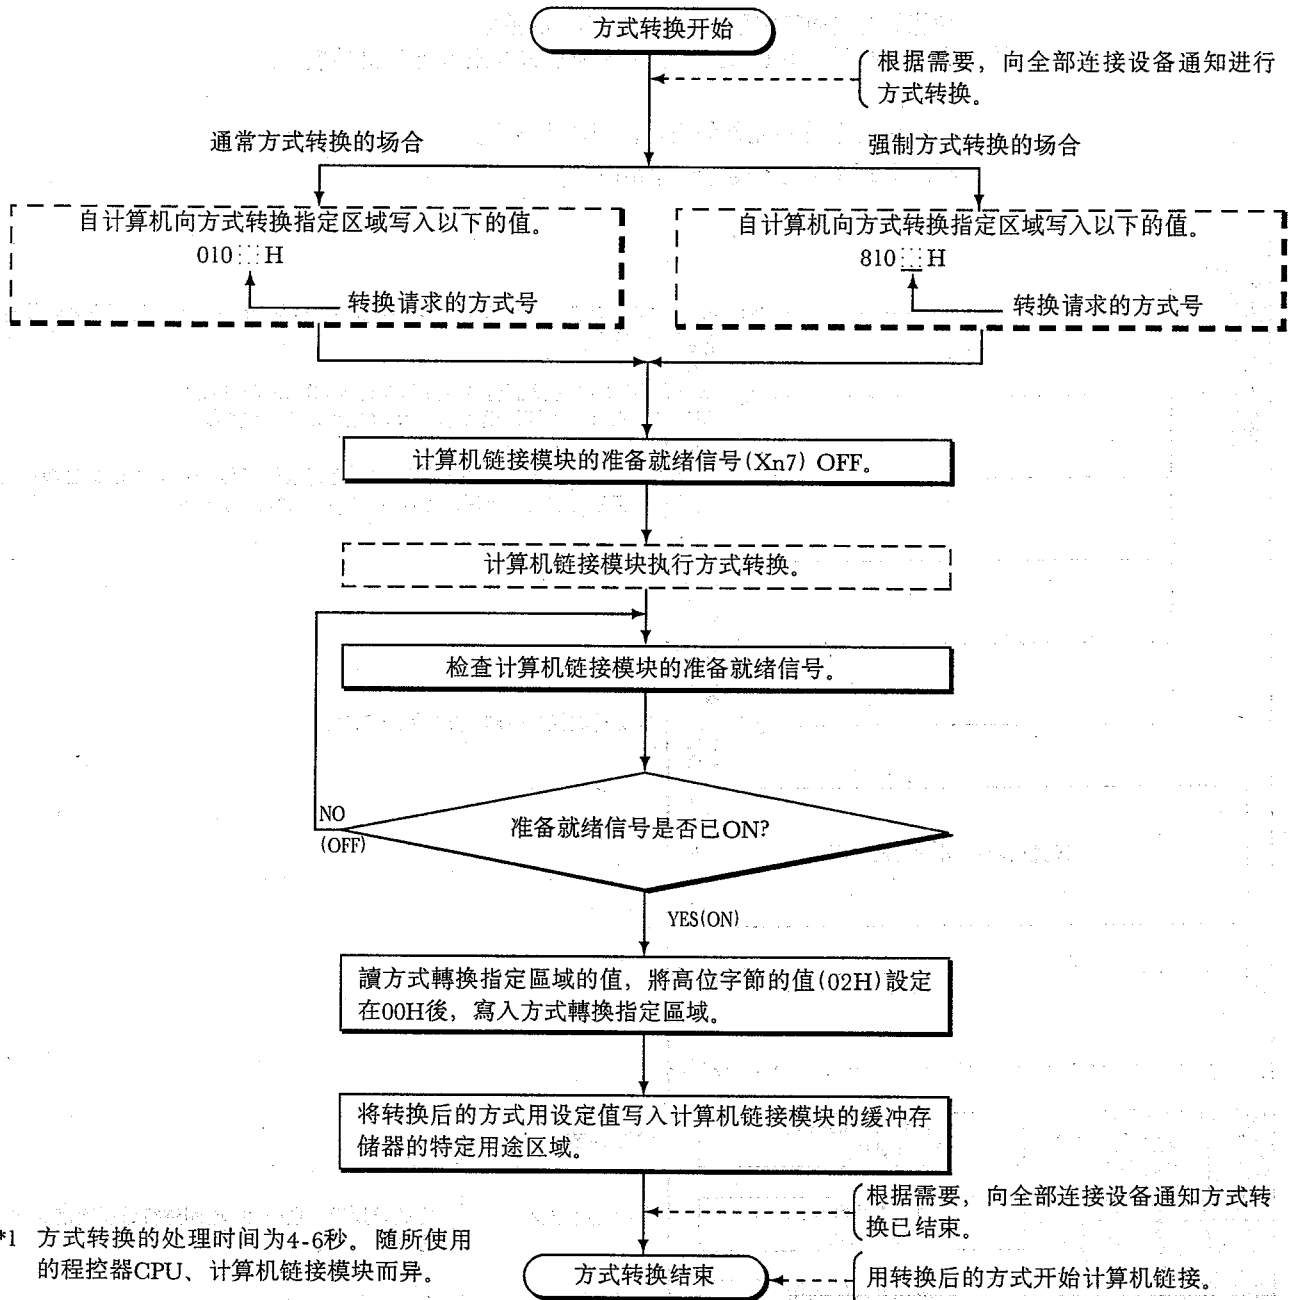 方式转换开始
根据需要，向全部连接设备通知进行
方式转换。
通常方式转换的场合
强制方式转换的场合
自计算机向方式转换指定区域写入以下的值。
010 H
转换请求的方式号
自计算机向方式转换指定区域写入以下的值。
810 H
转换请求的方式号
计算机链接模块的准备就绪信号(Xn7) OFF。
计算机链接模块执行方式转换。
检查计算机链接模块的准备就绪信号。
准备就绪信号是否已ON?
NO
(OFF)
YES(ON)
讀方式轉换指定區域的值，將高位字節的值(02H)設定
在00H後，寫入方式轉换指定區域。
将转换后的方式用设定值写入计算机链接模块的缓冲存
储器的特定用途区域。
根据需要，向全部连接设备通知方式转
换已结束。
*1 方式转换的处理时间为4-6秒。随所使用
的程控器CPU、计算机链接模块而异。
方式转换结束
用转换后的方式开始计算机链接。